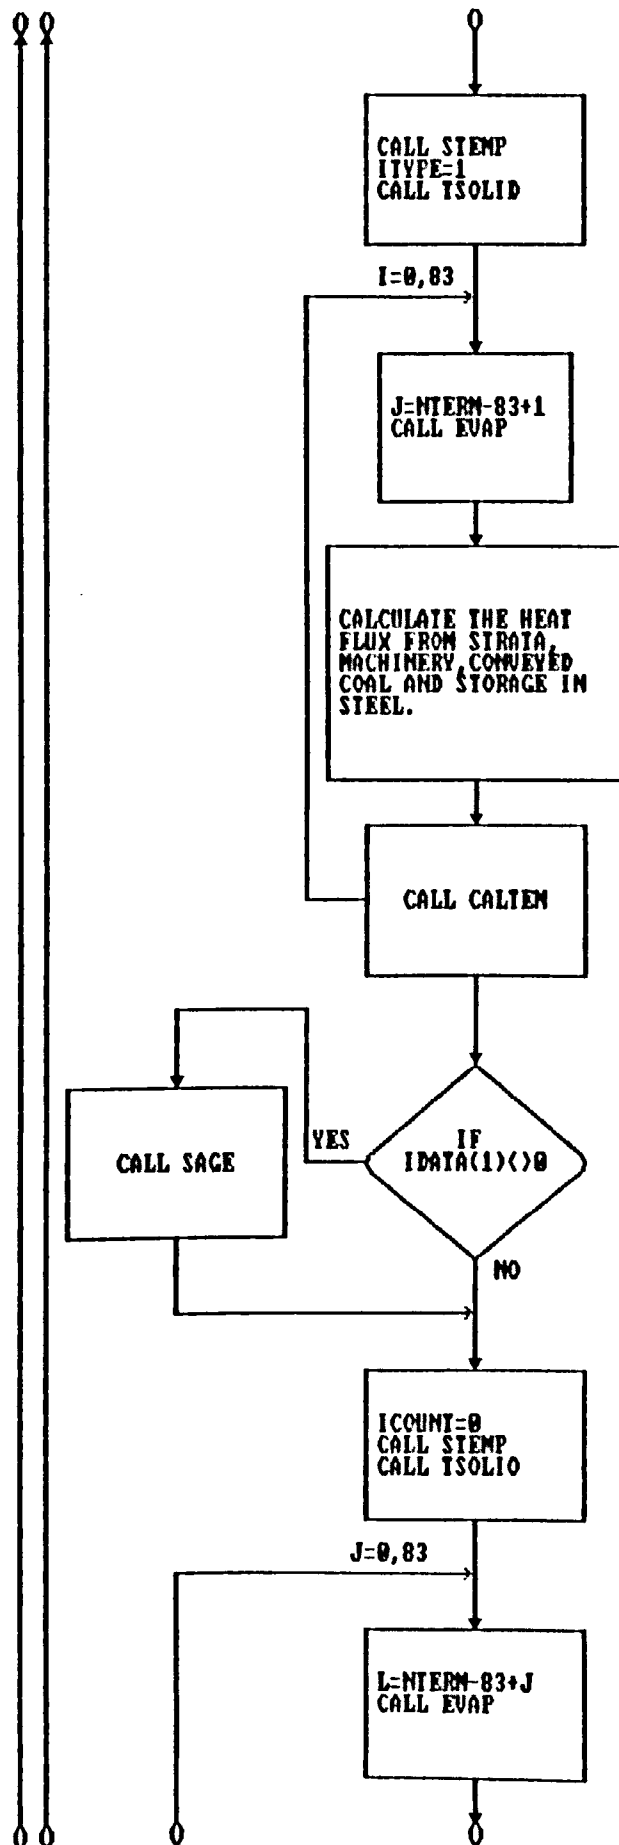 CALL STEMP
ITYPE=1
CALL TSOLID
I=0,83
J=NTERM-83+1
CALL EVAP
CALCULATE THE HEAT
FLUX FROM STRATA,
MACHINERY,CONVEYED
COAL AND STORAGE IN
STEEL.
CALL CALTEM
IF
IDATA(1)<>0
YES
CALL SAGE
NO
ICOUNT=0
CALL STEMP
CALL TSOLIO
J=0,83
L=NTERM-83+J
CALL EVAP